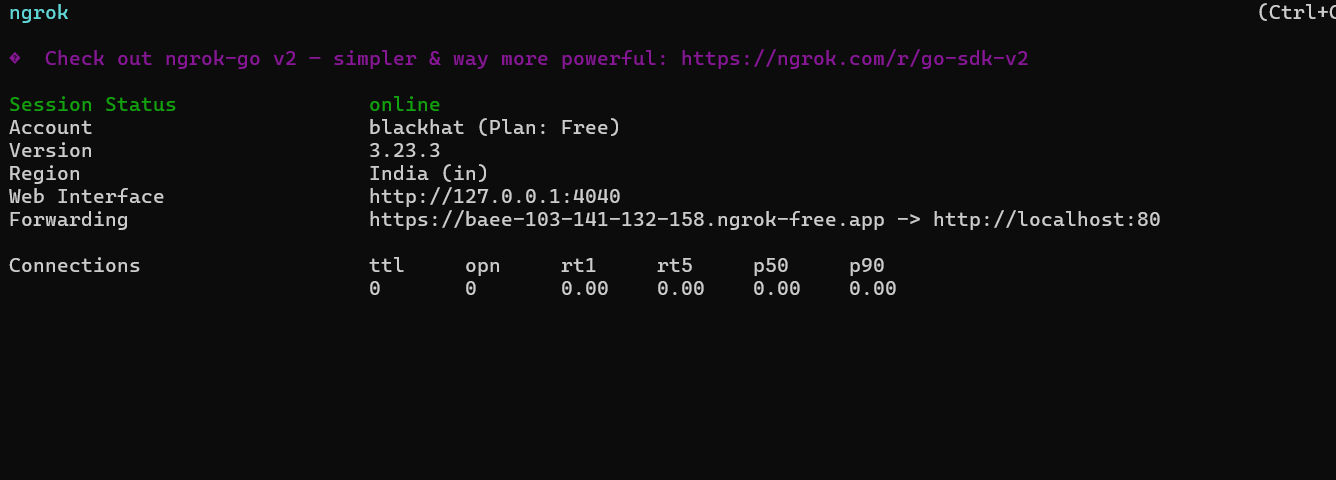 ngrok (Ctrl+C
� Check out ngrok-go v2 - simpler & way more powerful: https://ngrok.com/r/go-sdk-v2
Session Status online
Account blackhat (Plan: Free)
Version 3.23.3
Region India (in)
Web Interface http://127.0.0.1:4040
Forwarding https://baee-103-141-132-158.ngrok-free.app -> http://localhost:80
Connections ttl opn rt1 rt5 p50 p90
0 0 0.00 0.00 0.00 0.00